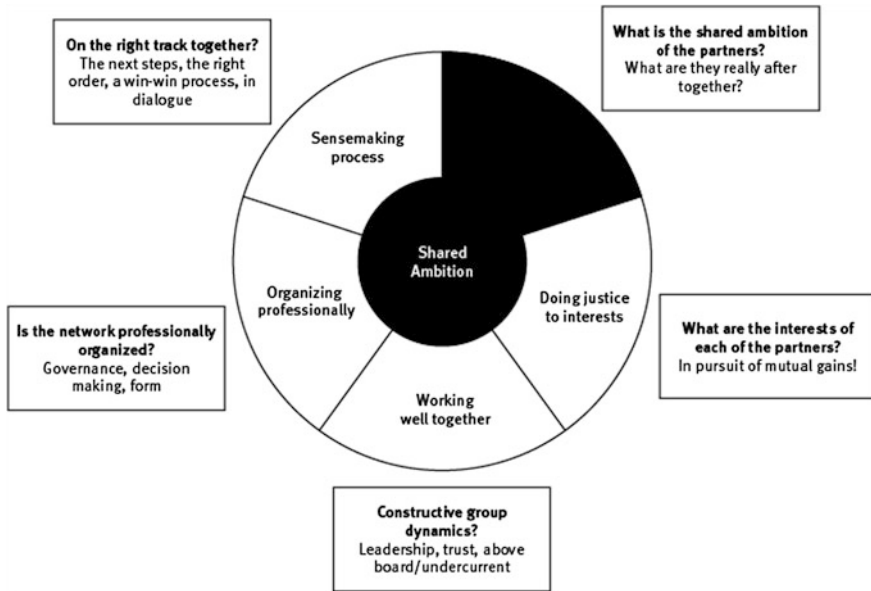 On the right track together?
The next steps, the right
order, a win-win process, in
dialogue
What is the shared ambition
of the partners?
What are they really after
together?
Sensemaking
process
Shared
Ambition
Organizing
professionally
Doing justice
to interests
Working
well together
Is the network professionally
organized?
Governance, decision
making, form
What are the interests of
each of the partners?
In pursuit of mutual gains!
Constructive group
dynamics?
Leadership, trust, above
board/undercurrent